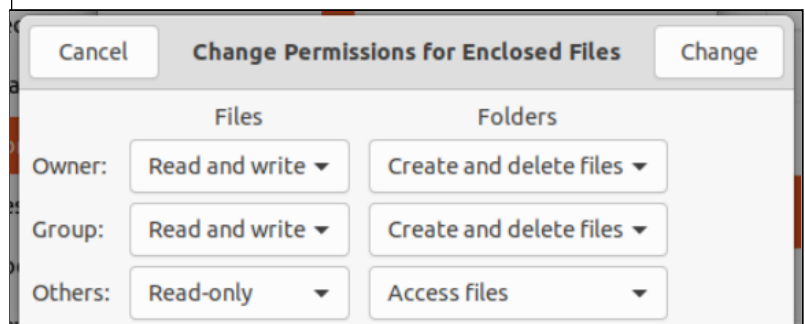 Cancel Change Permissions for Enclosed Files Change
Files Folders
Owner: Read and write Create and delete files
Group: Read and write Create and delete files
Others: Read-only Access files